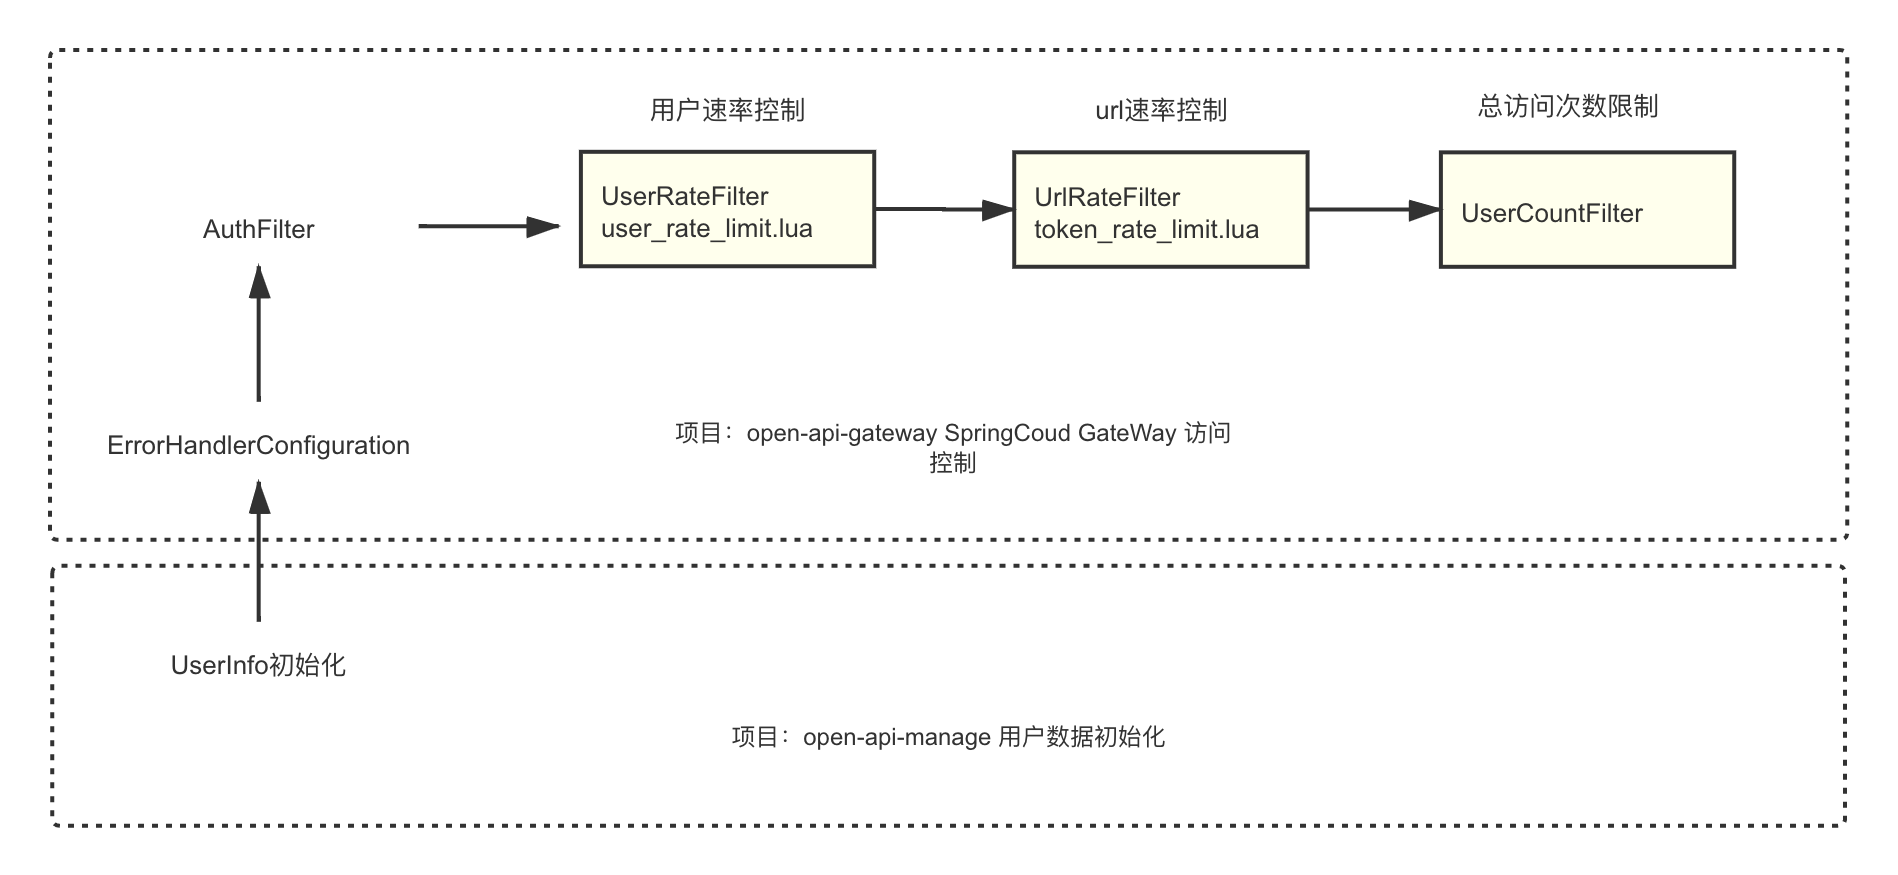 用户速率控制
url速率控制
总访问次数限制
UserRateFilter
user_rate_limit.lua
UrlRateFilter
token_rate_limit.lua
UserCountFilter
AuthFilter
ErrorHandlerConfiguration
项目：open-api-gateway SpringCoud GateWay 访问
控制
UserInfo初始化
项目：open-api-manage 用户数据初始化